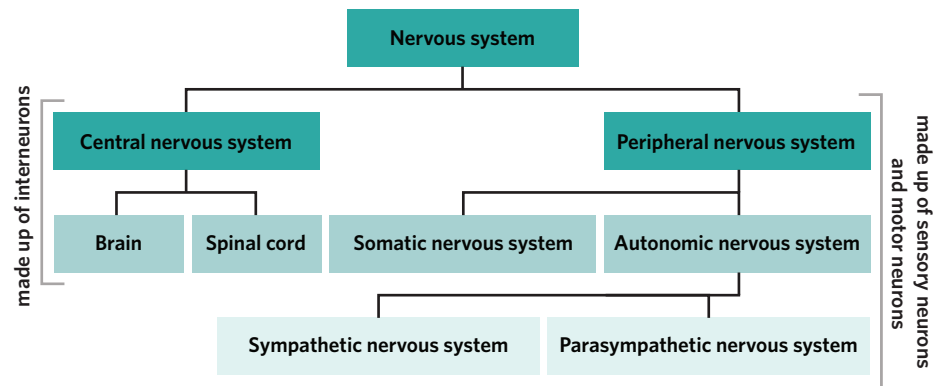 Nervous system
made up of interneurons
Central nervous system
Peripheral nervous system
made up of sensory neurons
and motor neurons
Brain
Spinal cord
Somatic nervous system
Autonomic nervous system
Sympathetic nervous system
Parasympathetic nervous system